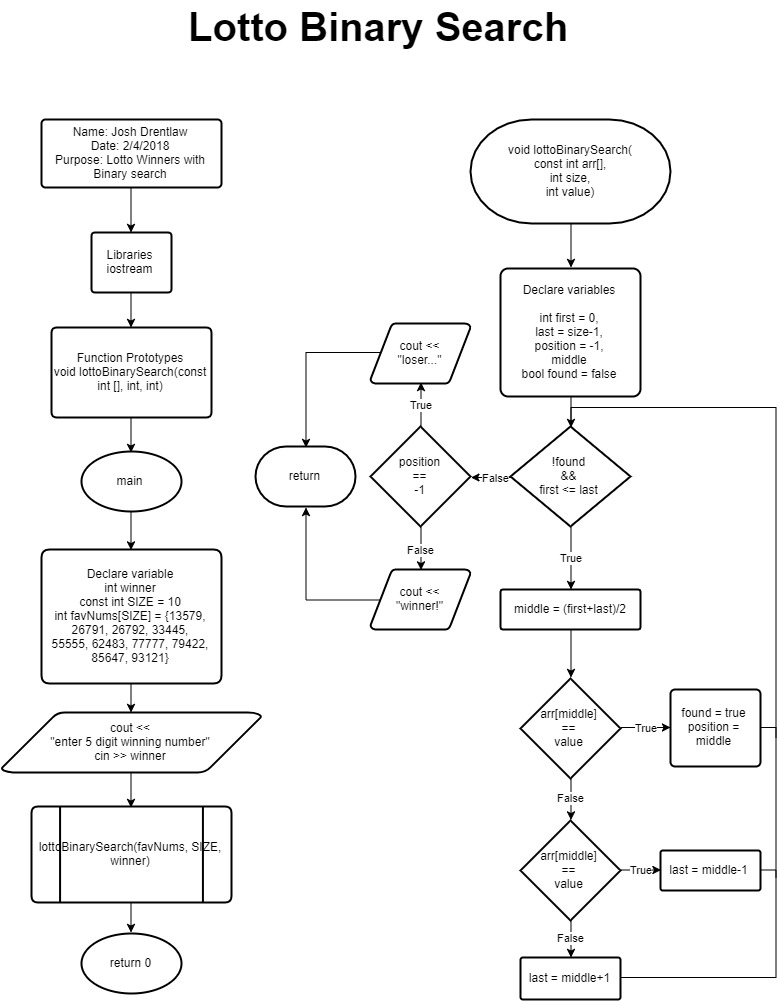 Lotto Binary Search
Name: Josh Drentlaw
Date: 2/4/2018
Purpose: Lotto Winners with
Binary search
Libraries
iostream
Function Prototypes
void lottoBinarySearch(const
int [], int, int)
main
Declare variable
int winner
const int SIZE = 10
int favNums[SIZE] = {13579,
26791, 26792, 33445,
55555, 62483, 77777, 79422,
85647, 93121}
cout <<
"enter 5 digit winning number"
cin >> winner
lottoBinarySearch(favNums, SIZE,
winner)
return 0
void lottoBinarySearch(
const int arr[],
int size,
int value)
Declare variables
int first = 0,
last = size-1,
position = -1,
middle
bool found = false
!found
&&
first <= last
False
position
==
-1
True
cout <<
"loser..."
return
False
cout <<
"winner!"
True
middle = (first+last)/2
arr[middle]
==
value
True
found = true
position =
middle
False
arr[middle]
==
value
True
last = middle-1
False
last = middle+1